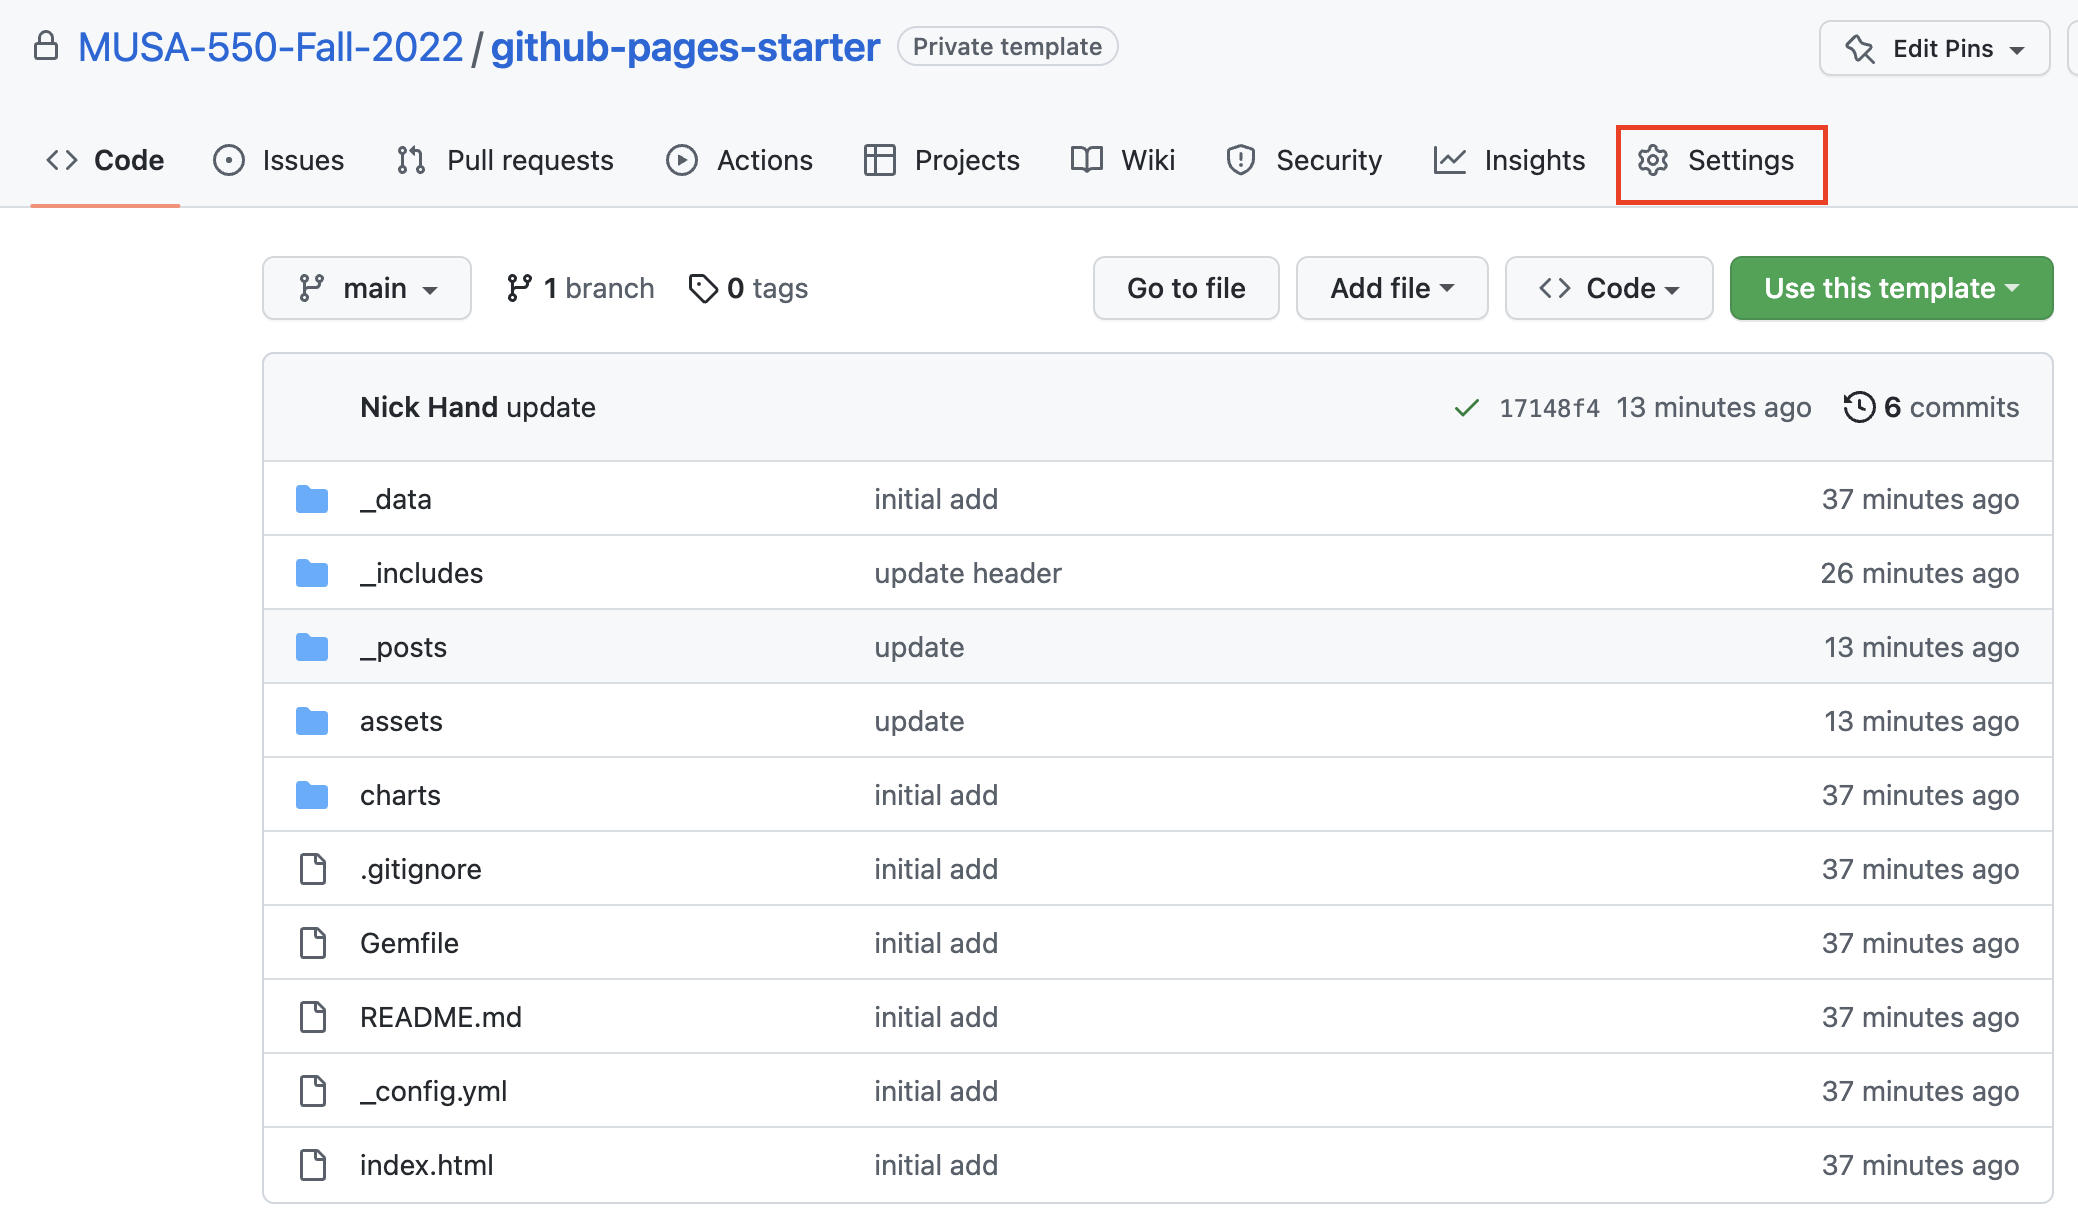 MUSA-550-Fall-2022 / github-pages-starter Private template Edit Pins
Code Issues Pull requests Actions Projects Wiki Security Insights Settings
main 1 branch 0 tags Go to file Add file Code Use this template
Nick Hand update 17148f4 13 minutes ago 6 commits
_data initial add 37 minutes ago
_includes update header 26 minutes ago
_posts update 13 minutes ago
assets update 13 minutes ago
charts initial add 37 minutes ago
.gitignore initial add 37 minutes ago
Gemfile initial add 37 minutes ago
README.md initial add 37 minutes ago
_config.yml initial add 37 minutes ago
index.html initial add 37 minutes ago